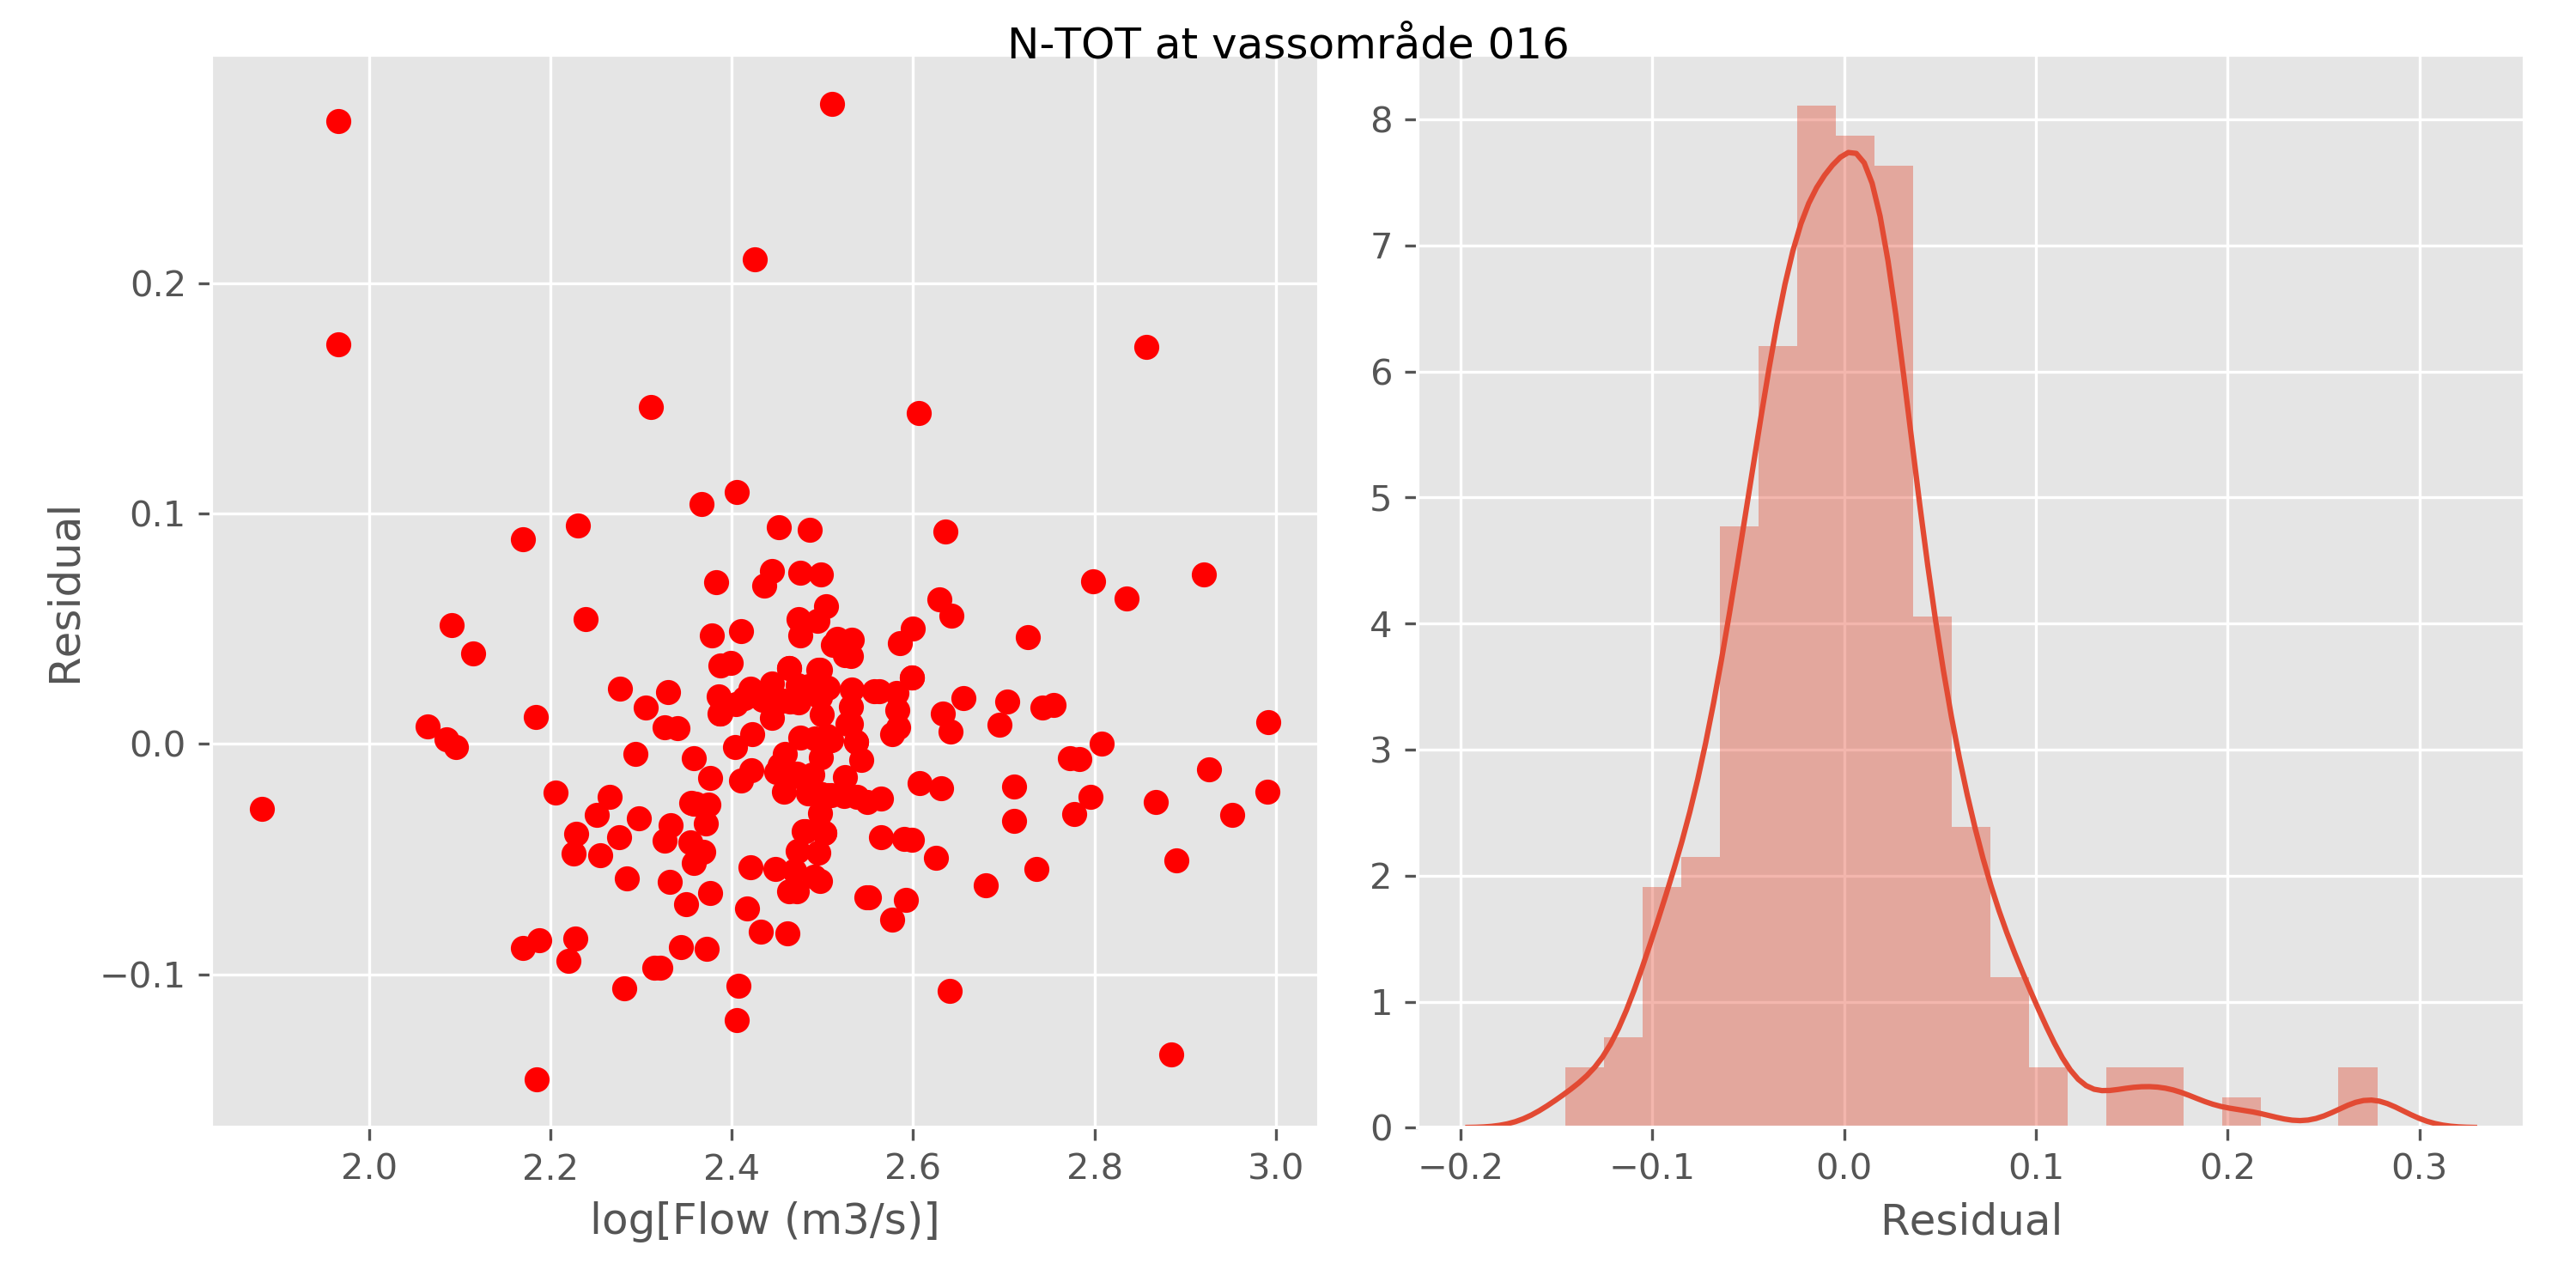 N-TOT at vassområde 016
Residual
0.2
0.1
0.0
−0.1
2.0 2.2 2.4 2.6 2.8 3.0
log[Flow (m3/s)]
8
7
6
5
4
3
2
1
0
−0.2 −0.1 0.0 0.1 0.2 0.3
Residual